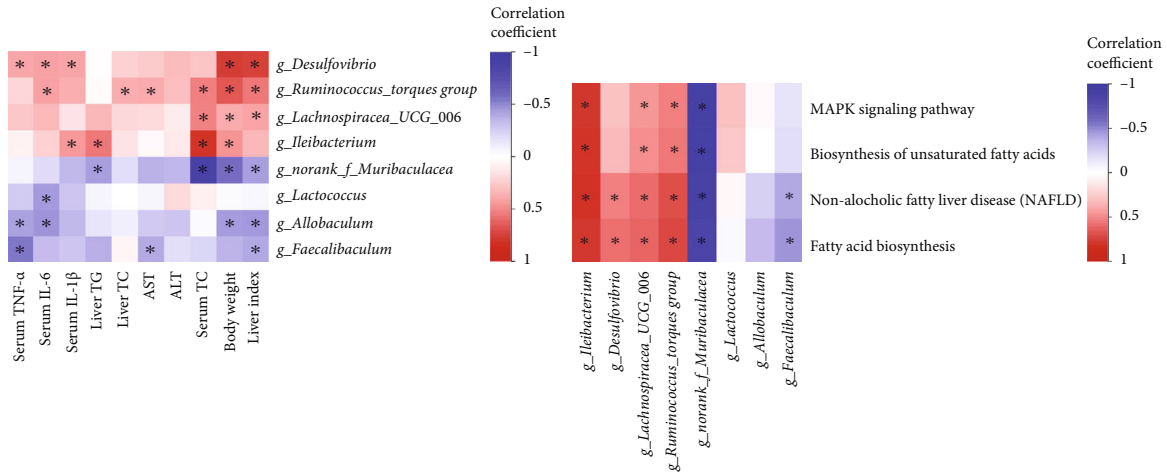 Correlation
coefficient
-1
-0.5
0
0.5
1
* * * * * g_Desulfovibrio
* * * * * * g_Ruminococcus_torques group
* * * g_Lachnospiracea_UCG_006
* * * * g_Ileibacterium
* * * * g_norank_f_Muribaculacea
* g_Lactococcus
* * * * g_Allobaculum
* * * g_Faecalibaculum
Serum TNF-α
Serum IL-6
Serum IL-1β
Liver TG
Liver TC
AST
ALT
Serum TC
Body weight
Liver index
Correlation
coefficient
-1
-0.5
0
0.5
1
* * * * MAPK signaling pathway
* * * * Biosynthesis of unsaturated fatty acids
* * * * * * Non-alocholic fatty liver disease (NAFLD)
* * * * * * Fatty acid biosynthesis
g_Ileibacterium
g_Desulfovibrio
g_Lachnospiracea_UCG_006
g_Ruminococcus_torques group
g_norank_f_Muribaculacea
g_Lactococcus
g_Allobaculum
g_Faecalibaculum